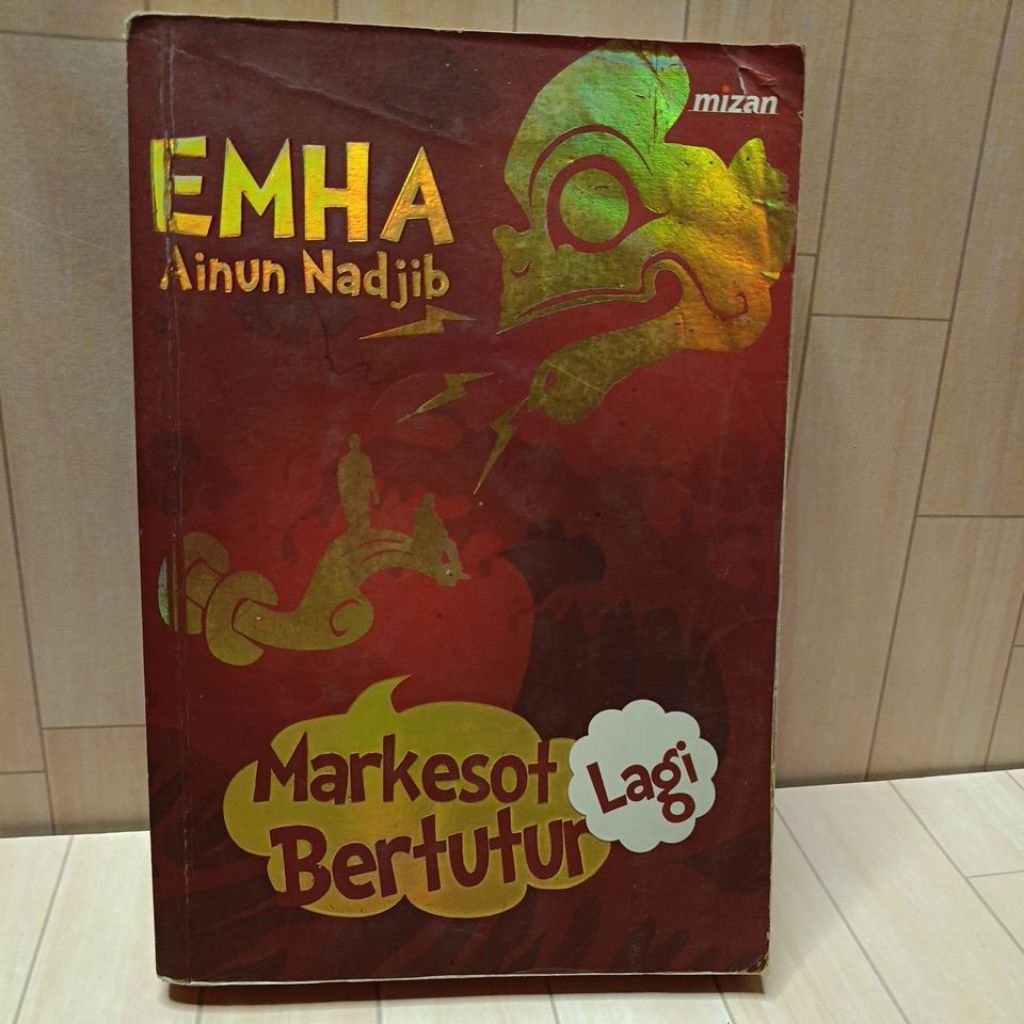 mizan
EMHA
Ainun Nadjib
Markesot
Bertutur
Lagi